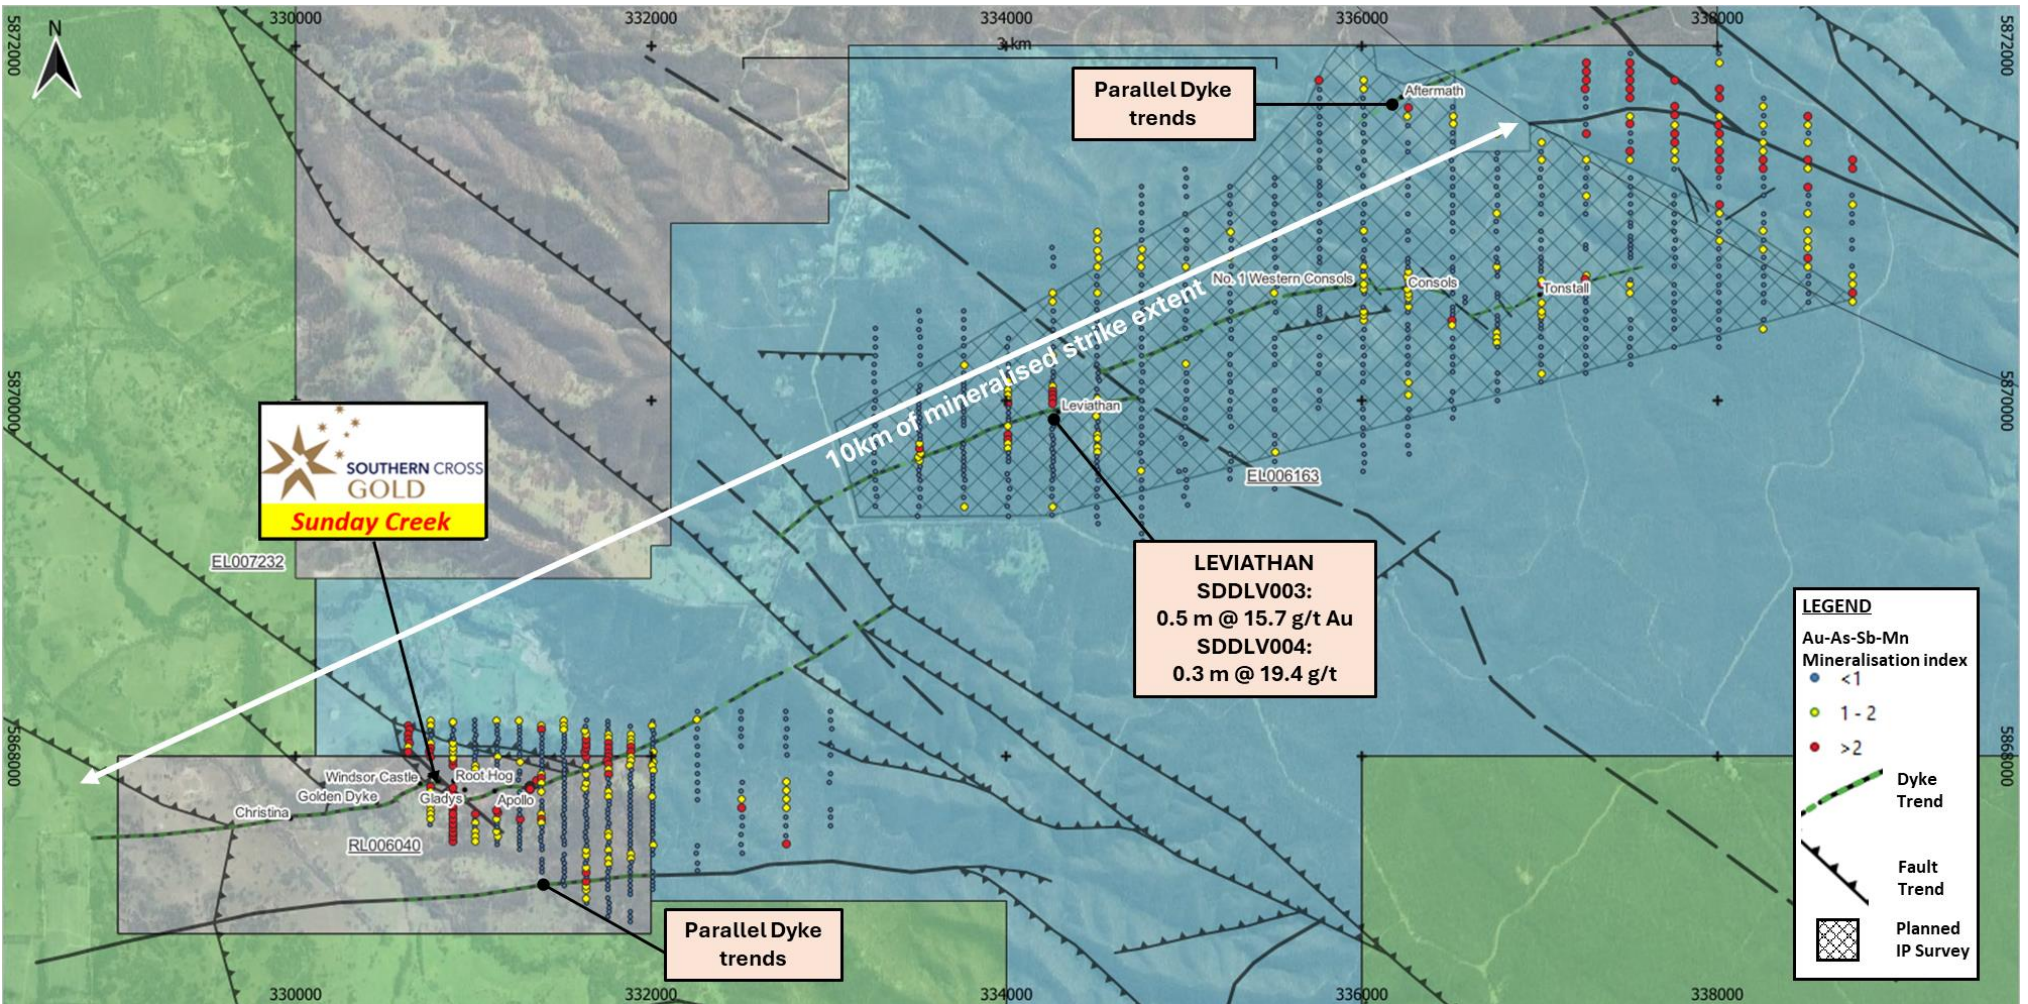 330000
332000
334000
336000
338000
N
5872000
5872000
3 km
Parallel Dyke
trends
Aftermath
No. 1 Western Consols
Consols
Tonstall
10km of mineralised strike extent
Leviathan
5870000
5870000
SOUTHERN CROSS
GOLD
Sunday Creek
EL006163
EL007232
LEVIATHAN
SDDLV003:
0.5 m @ 15.7 g/t Au
SDDLV004:
0.3 m @ 19.4 g/t
LEGEND
Au-As-Sb-Mn
Mineralisation index
<1
1 - 2
>2
Dyke
Trend
Fault
Trend
Planned
IP Survey
5868000
5868000
Windsor Castle
Root Hog
Golden Dyke
Gladys
Apollo
Christina
RL006040
Parallel Dyke
trends
330000
332000
334000
336000
338000